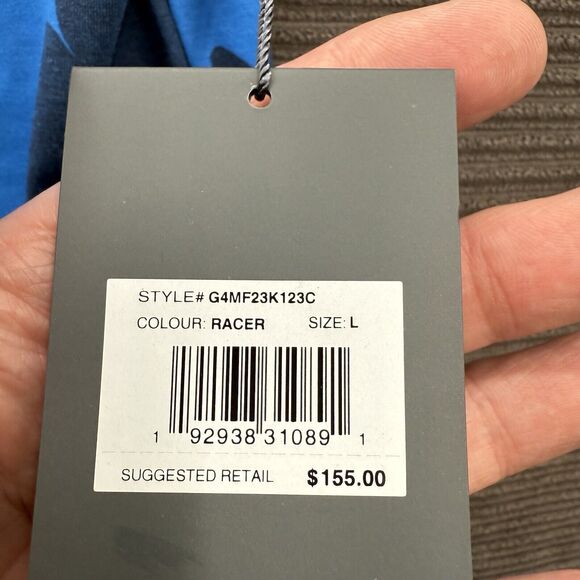 STYLE# G4MF23K123C
COLOUR: RACER SIZE: L
1 92938 31089 1
SUGGESTED RETAIL $155.00